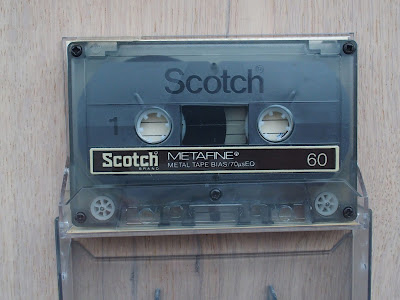 Scotch
1
Scotch® METAFINE®
BRAND METAL TAPE BIAS/70µsEQ 60